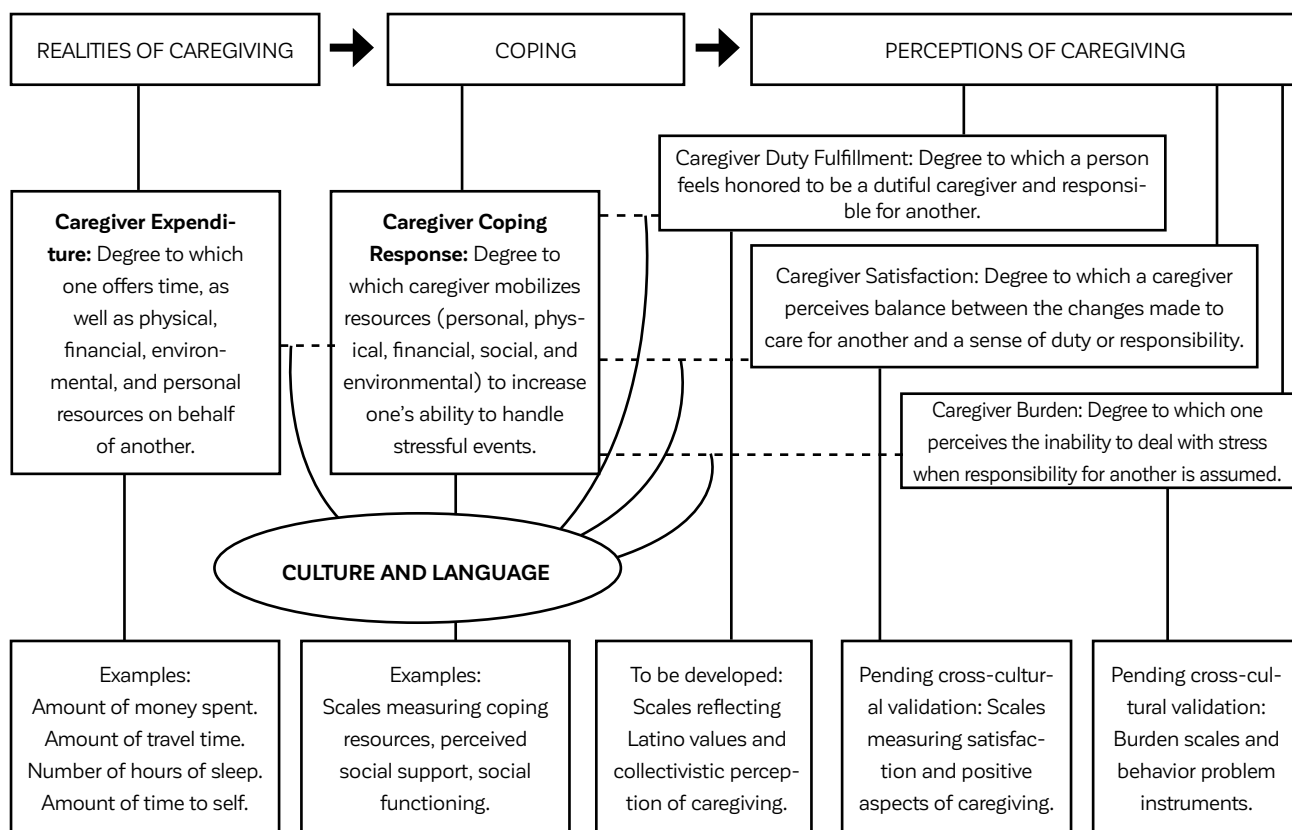 REALITIES OF CAREGIVING
COPING
PERCEPTIONS OF CAREGIVING
Caregiver Duty Fulfillment: Degree to which a person
feels honored to be a dutiful caregiver and responsi-
ble for another.
Caregiver Expendi-
ture: Degree to which
one offers time, as
well as physical,
financial, environ-
mental, and personal
resources on behalf
of another.
Caregiver Coping
Response: Degree to
which caregiver mobilizes
resources (personal, phys-
ical, financial, social, and
environmental) to increase
one’s ability to handle
stressful events.
Caregiver Satisfaction: Degree to which a caregiver
perceives balance between the changes made to
care for another and a sense of duty or responsibility.
Caregiver Burden: Degree to which one
perceives the inability to deal with stress
when responsibility for another is assumed.
CULTURE AND LANGUAGE
Examples:
Amount of money spent.
Amount of travel time.
Number of hours of sleep.
Amount of time to self.
Examples:
Scales measuring coping
resources, perceived
social support, social
functioning.
To be developed:
Scales reflecting
Latino values and
collectivistic percep-
tion of caregiving.
Pending cross-cultur-
al validation: Scales
measuring satisfac-
tion and positive
aspects of caregiving.
Pending cross-cul-
tural validation:
Burden scales and
behavior problem
instruments.